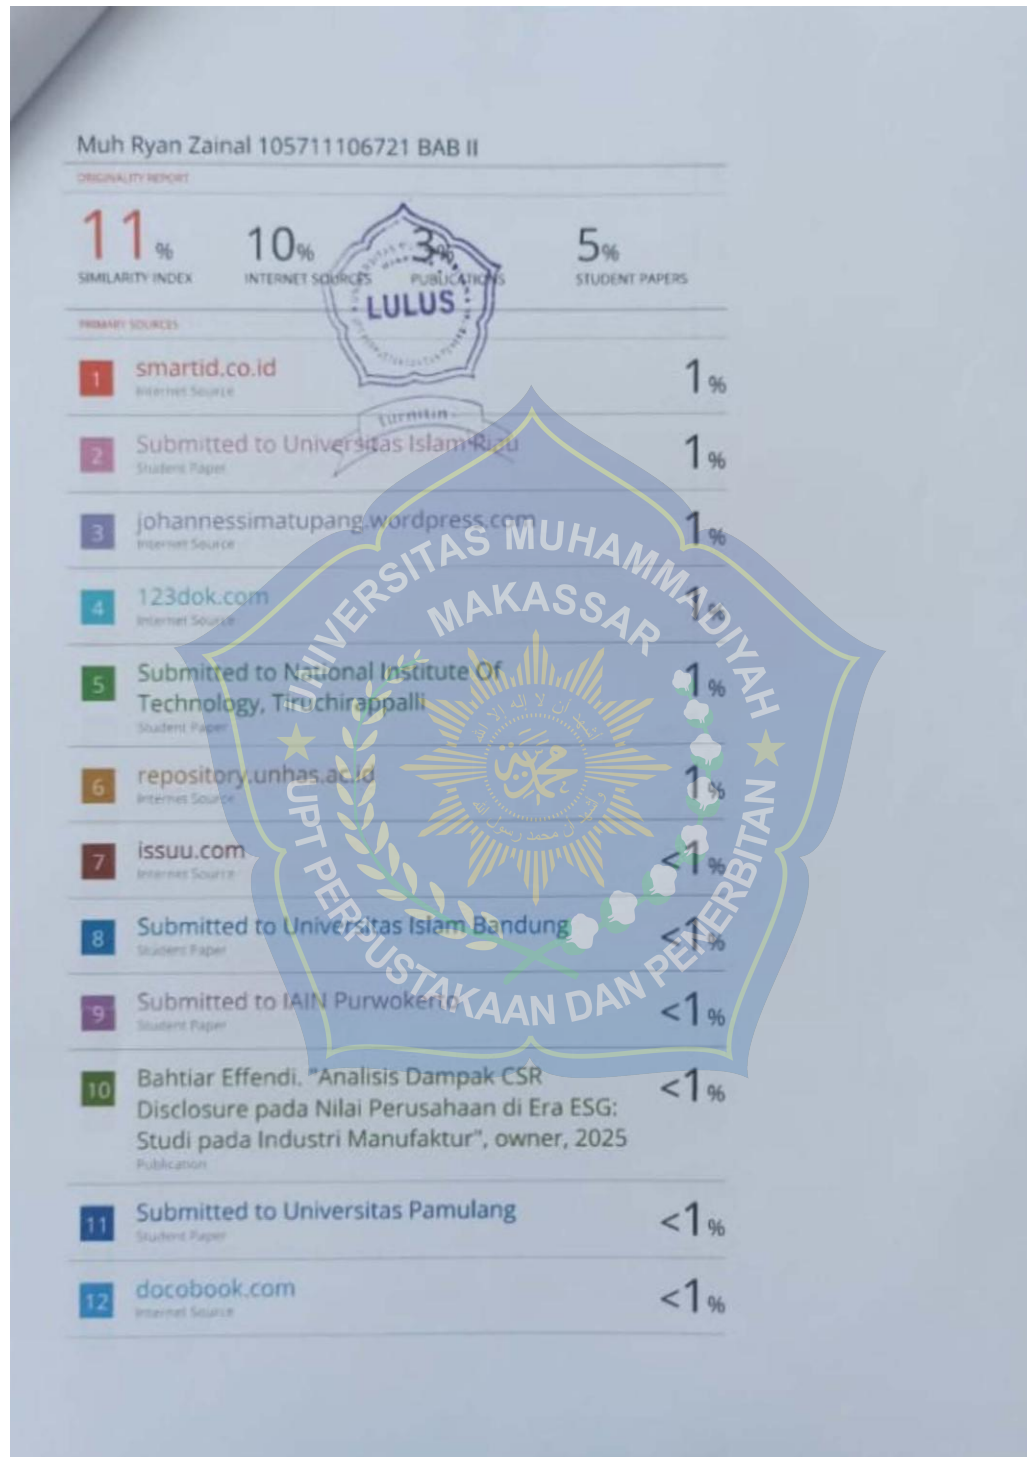 Muh Ryan Zainal 105711106721 BAB II
ORIGINALITY REPORT
11% 10% 3% 5%
SIMILARITY INDEX INTERNET SOURCES PUBLICATIONS STUDENT PAPERS
LULUS
turnitin
PRIMARY SOURCES
1 smartid.co.id 1%
Internet Source
2 Submitted to Universitas Islam Riau 1%
Student Paper
3 johannessimatupang.wordpress.com 1%
Internet Source
4 123dok.com 1%
Internet Source
5 Submitted to National Institute Of
Technology, Tiruchirappalli 1%
Student Paper
6 repository.unhas.ac.id 1%
Internet Source
7 issuu.com <1%
Internet Source
8 Submitted to Universitas Islam Bandung <1%
Student Paper
9 Submitted to IAIN Purwokerto <1%
Student Paper
10 Bahtiar Effendi. "Analisis Dampak CSR <1%
Disclosure pada Nilai Perusahaan di Era ESG:
Studi pada Industri Manufaktur", owner, 2025
Publication
11 Submitted to Universitas Pamulang <1%
Student Paper
12 docobook.com <1%
Internet Source
UNIVERSITAS MUHAMMADIYAH
MAKASSAR
UPT PERPUSTAKAAN DAN PENERBITAN